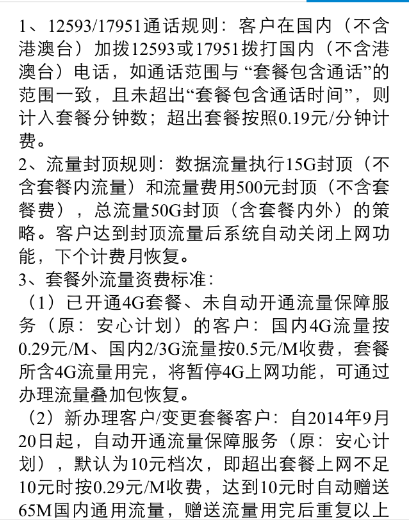 1、12593/17951通话规则：客户在国内（不含
港澳台）加拨12593或17951拨打国内（不含港
澳台）电话，如通话范围与 “套餐包含通话”的
范围一致，且未超出“套餐包含通话时间”，则
计入套餐分钟数；超出套餐按照0.19元/分钟计
费。
2、流量封顶规则：数据流量执行15G封顶（不
含套餐内流量）和流量费用500元封顶（不含套
餐费），总流量50G封顶（含套餐内外）的策
略。客户达到封顶流量后系统自动关闭上网功
能，下个计费月恢复。
3、套餐外流量资费标准：
（1）已开通4G套餐、未自动开通流量保障服
务（原：安心计划）的客户：国内4G流量按
0.29元/M、国内2/3G流量按0.5元/M收费，套餐
所含4G流量用完，将暂停4G上网功能，可通过
办理流量叠加包恢复。
（2）新办理客户/变更套餐客户：自2014年9月
20日起，自动开通流量保障服务（原：安心计
划），默认为10元档次，即超出套餐上网不足
10元时按0.29元/M收费，达到10元时自动赠送
65M国内通用流量，赠送流量用完后重复以上